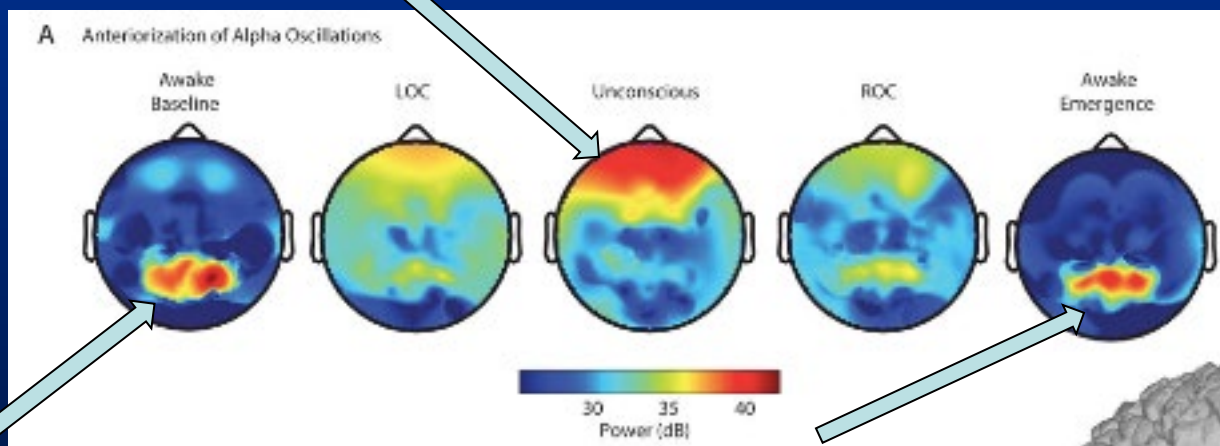 A Anteriorization of Alpha Oscillations
Awake
Baseline
LOC
Unconscious
ROC
Awake
Emergence
30 35 40
Power (dB)